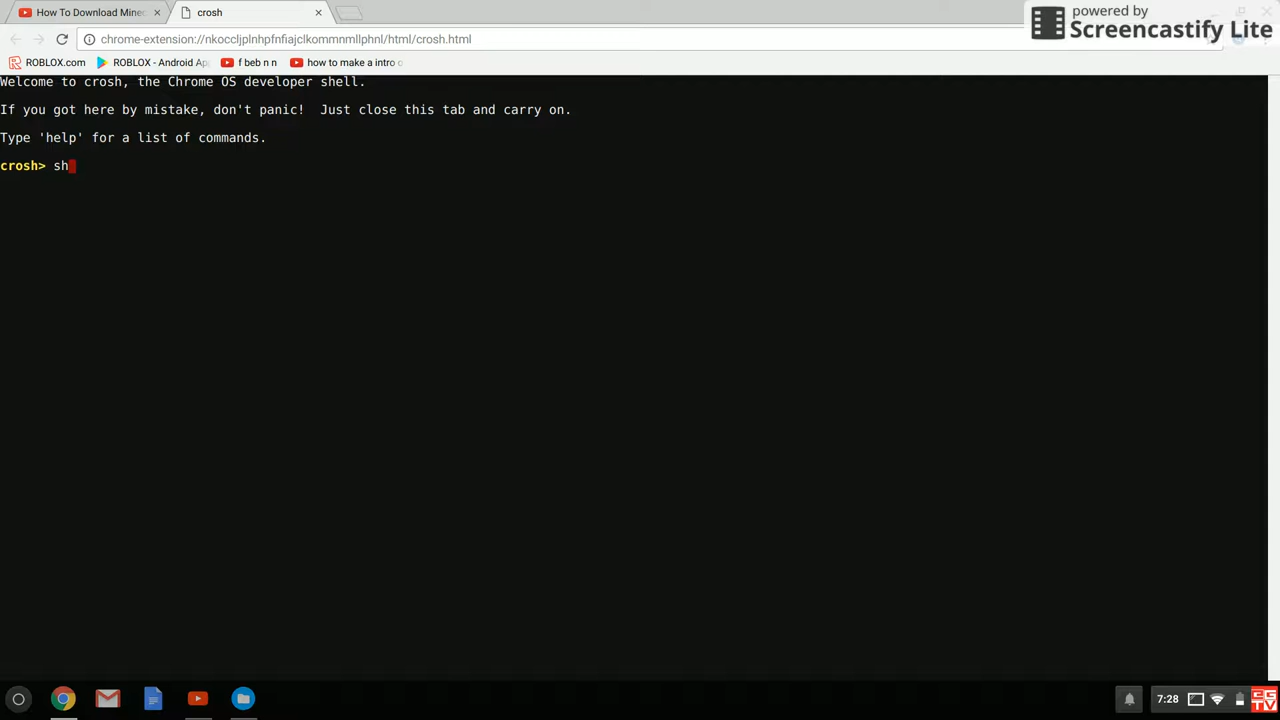 How To Download Mine
crosh
powered by
Screencastify Lite
chrome-extension://nkoccljplnhpfnfiajclkommnmllphnl/html/crosh.html
ROBLOX.com
ROBLOX - Android Ap
f beb n n
how to make a intro o
Welcome to crosh, the Chrome OS developer shell.
If you got here by mistake, don't panic!  Just close this tab and carry on.
Type 'help' for a list of commands.
crosh> sh
7:28
GG
TV